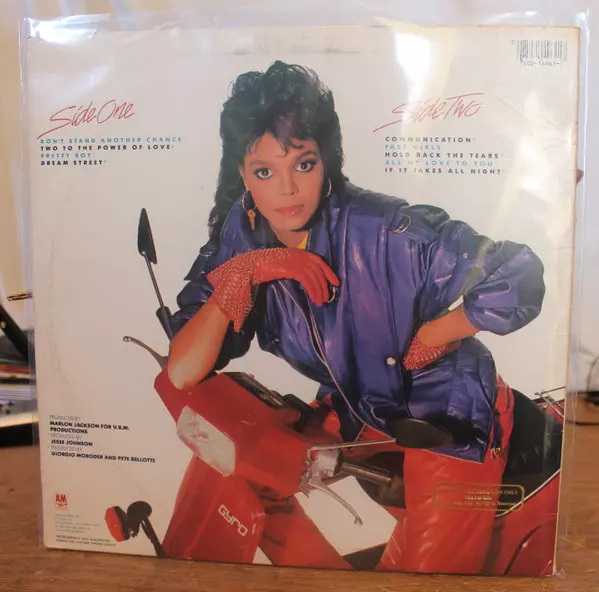 Side One
DON'T STAND ANOTHER CHANCE
TWO TO THE POWER OF LOVE
PRETTY BOY
DREAM STREET
Side Two
COMMUNICATION
FAST GIRLS
HOLD BACK THE TEARS
ALL MY LOVE TO YOU
IF IT TAKES ALL NIGHT
PRODUCED BY
MARLON JACKSON FOR V.B.M.
PRODUCTIONS
PRODUCED BY
JESSE JOHNSON
PRODUCED BY
GIORGIO MORODER AND PETE BELLOTTE
AM
Gyro